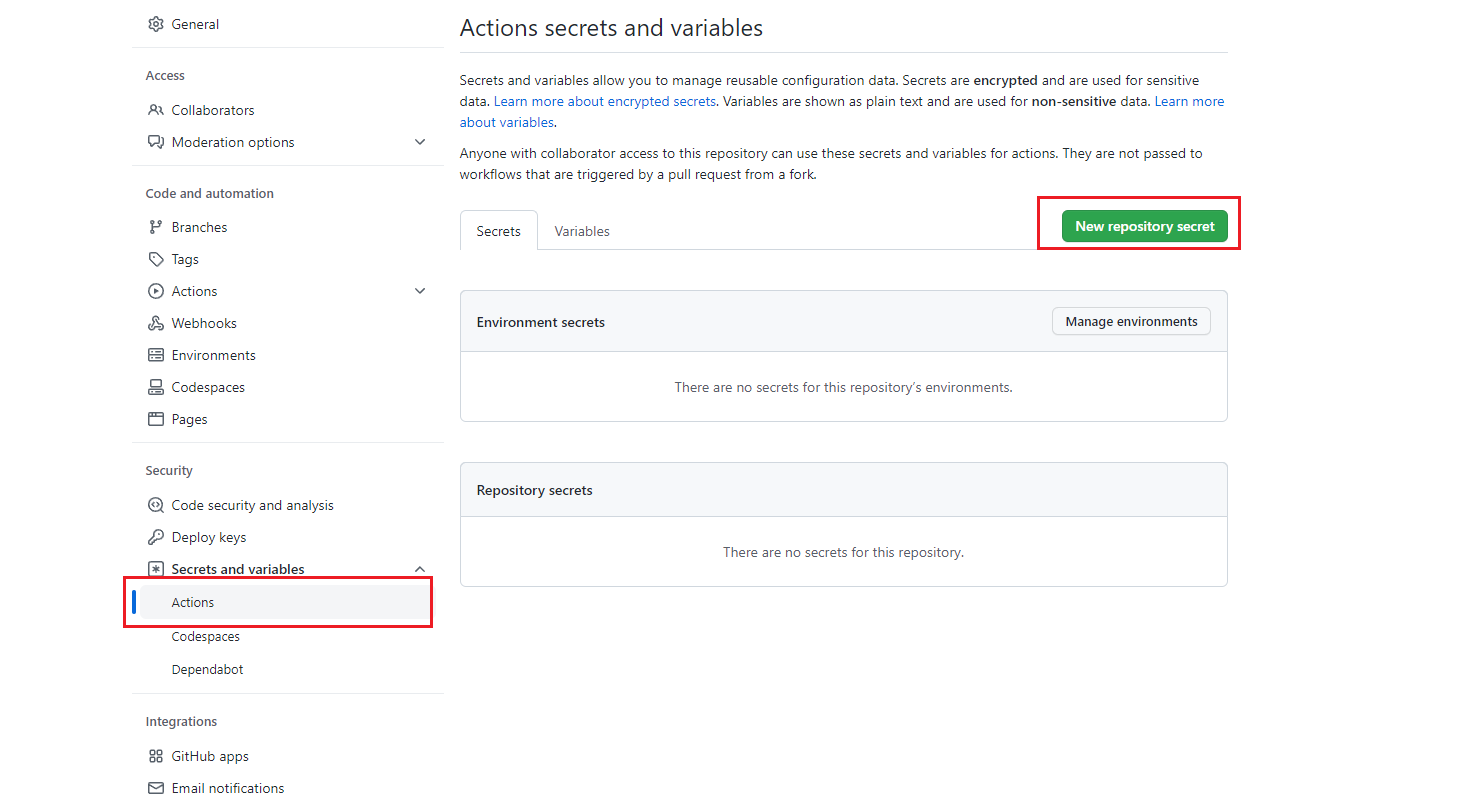 General
Access
Collaborators
Moderation options
Code and automation
Branches
Tags
Actions
Webhooks
Environments
Codespaces
Pages
Security
Code security and analysis
Deploy keys
Secrets and variables
Actions
Codespaces
Dependabot
Integrations
GitHub apps
Email notifications
Actions secrets and variables
Secrets and variables allow you to manage reusable configuration data. Secrets are encrypted and are used for sensitive
data. Learn more about encrypted secrets. Variables are shown as plain text and are used for non-sensitive data. Learn more
about variables.
Anyone with collaborator access to this repository can use these secrets and variables for actions. They are not passed to
workflows that are triggered by a pull request from a fork.
Secrets Variables New repository secret
Environment secrets Manage environments
There are no secrets for this repository’s environments.
Repository secrets
There are no secrets for this repository.